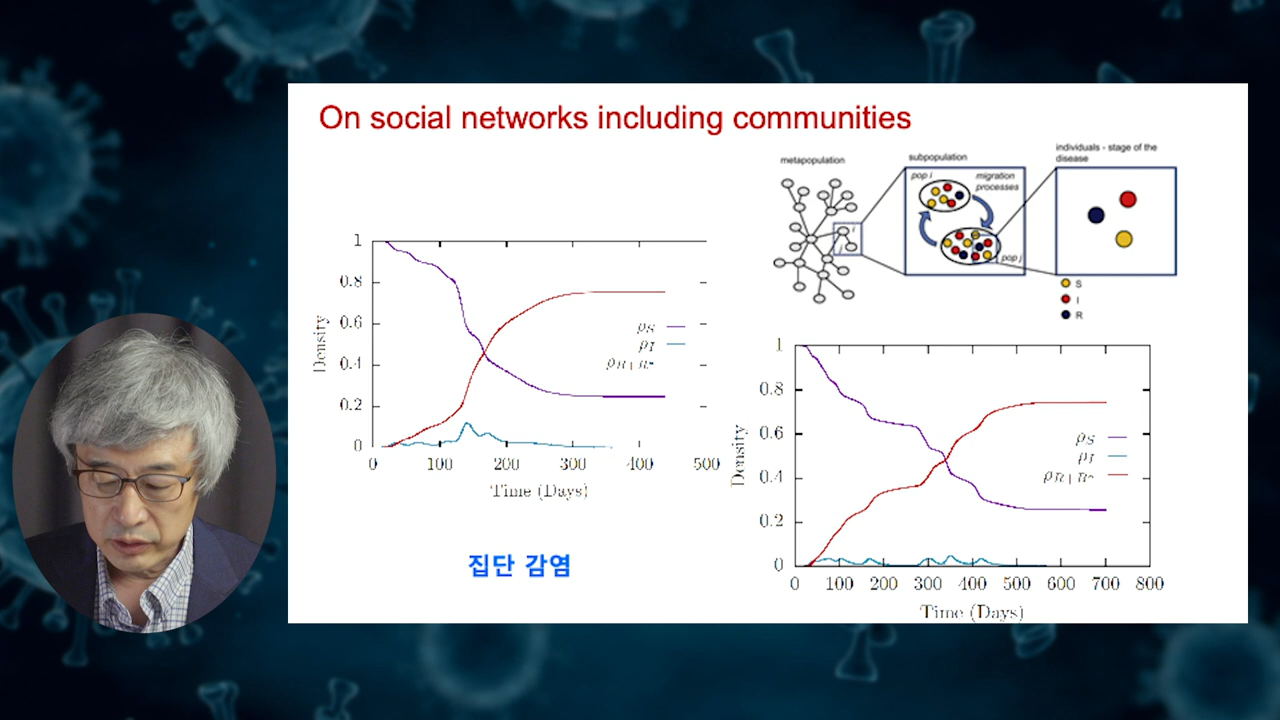 On social networks including communities
metapopulation
subpopulation
individuals - stage of the
disease
pop i
migration
processes
i
j
pop j
S
I
R
1
0.8
0.6
0.4
0.2
0
Density
ρS
ρI
0 100 200 300 400 500
Time (Days)
집단 감염
1
0.8
0.6
0.4
0.2
0
Density
ρS
ρI
0 100 200 300 400 500 600 700 800
Time (Days)